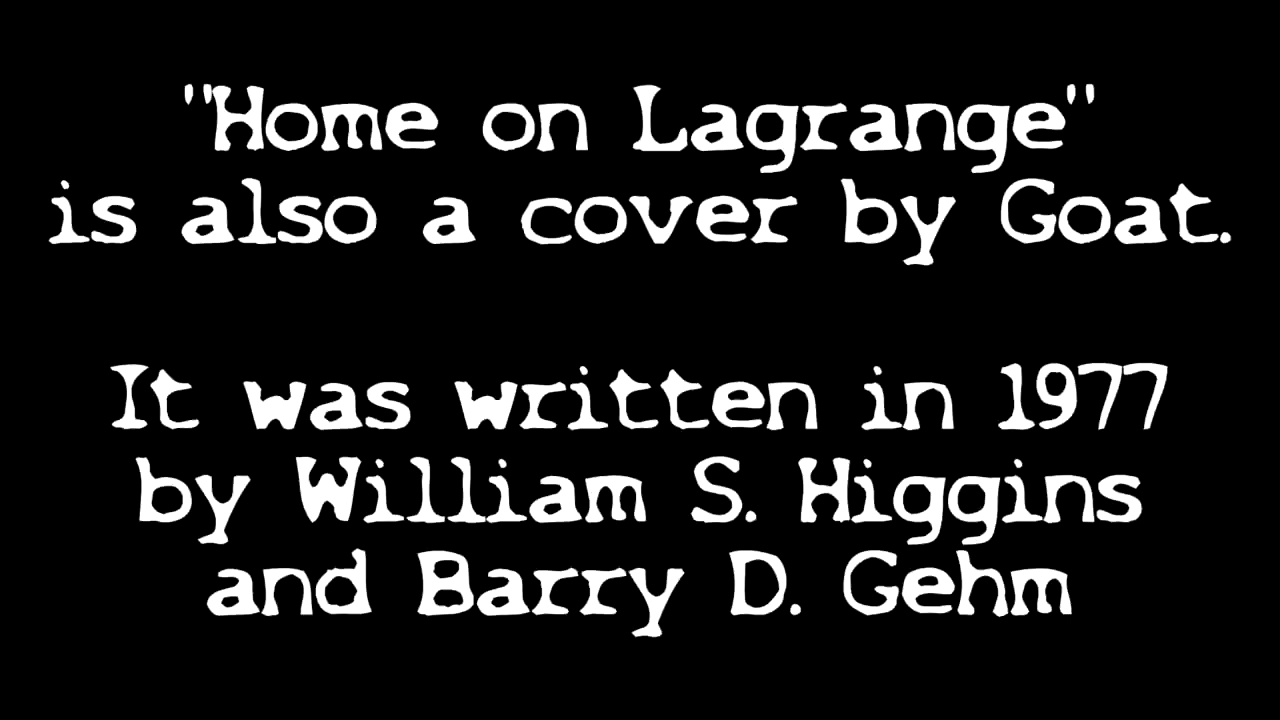 "Home on Lagrange"
is also a cover by Goat.
It was written in 1977
by William S. Higgins
and Barry D. Gehm